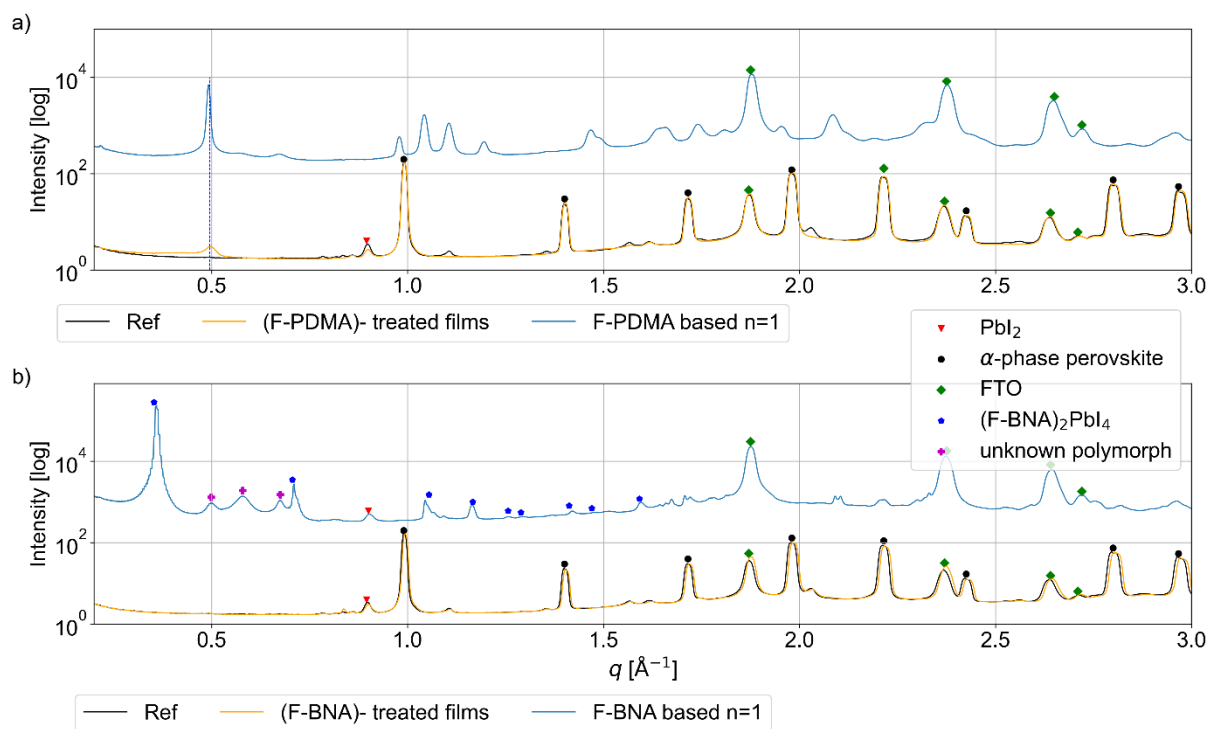 a)
Intensity [log]
10⁴
10²
10⁰
0.5 1.0 1.5 2.0 2.5 3.0
Ref (F-PDMA)- treated films F-PDMA based n=1
PbI₂
α-phase perovskite
FTO
(F-BNA)₂PbI₄
unknown polymorph
b)
Intensity [log]
10⁴
10²
10⁰
0.5 1.0 1.5 2.0 2.5 3.0
q [Å⁻¹]
Ref (F-BNA)- treated films F-BNA based n=1